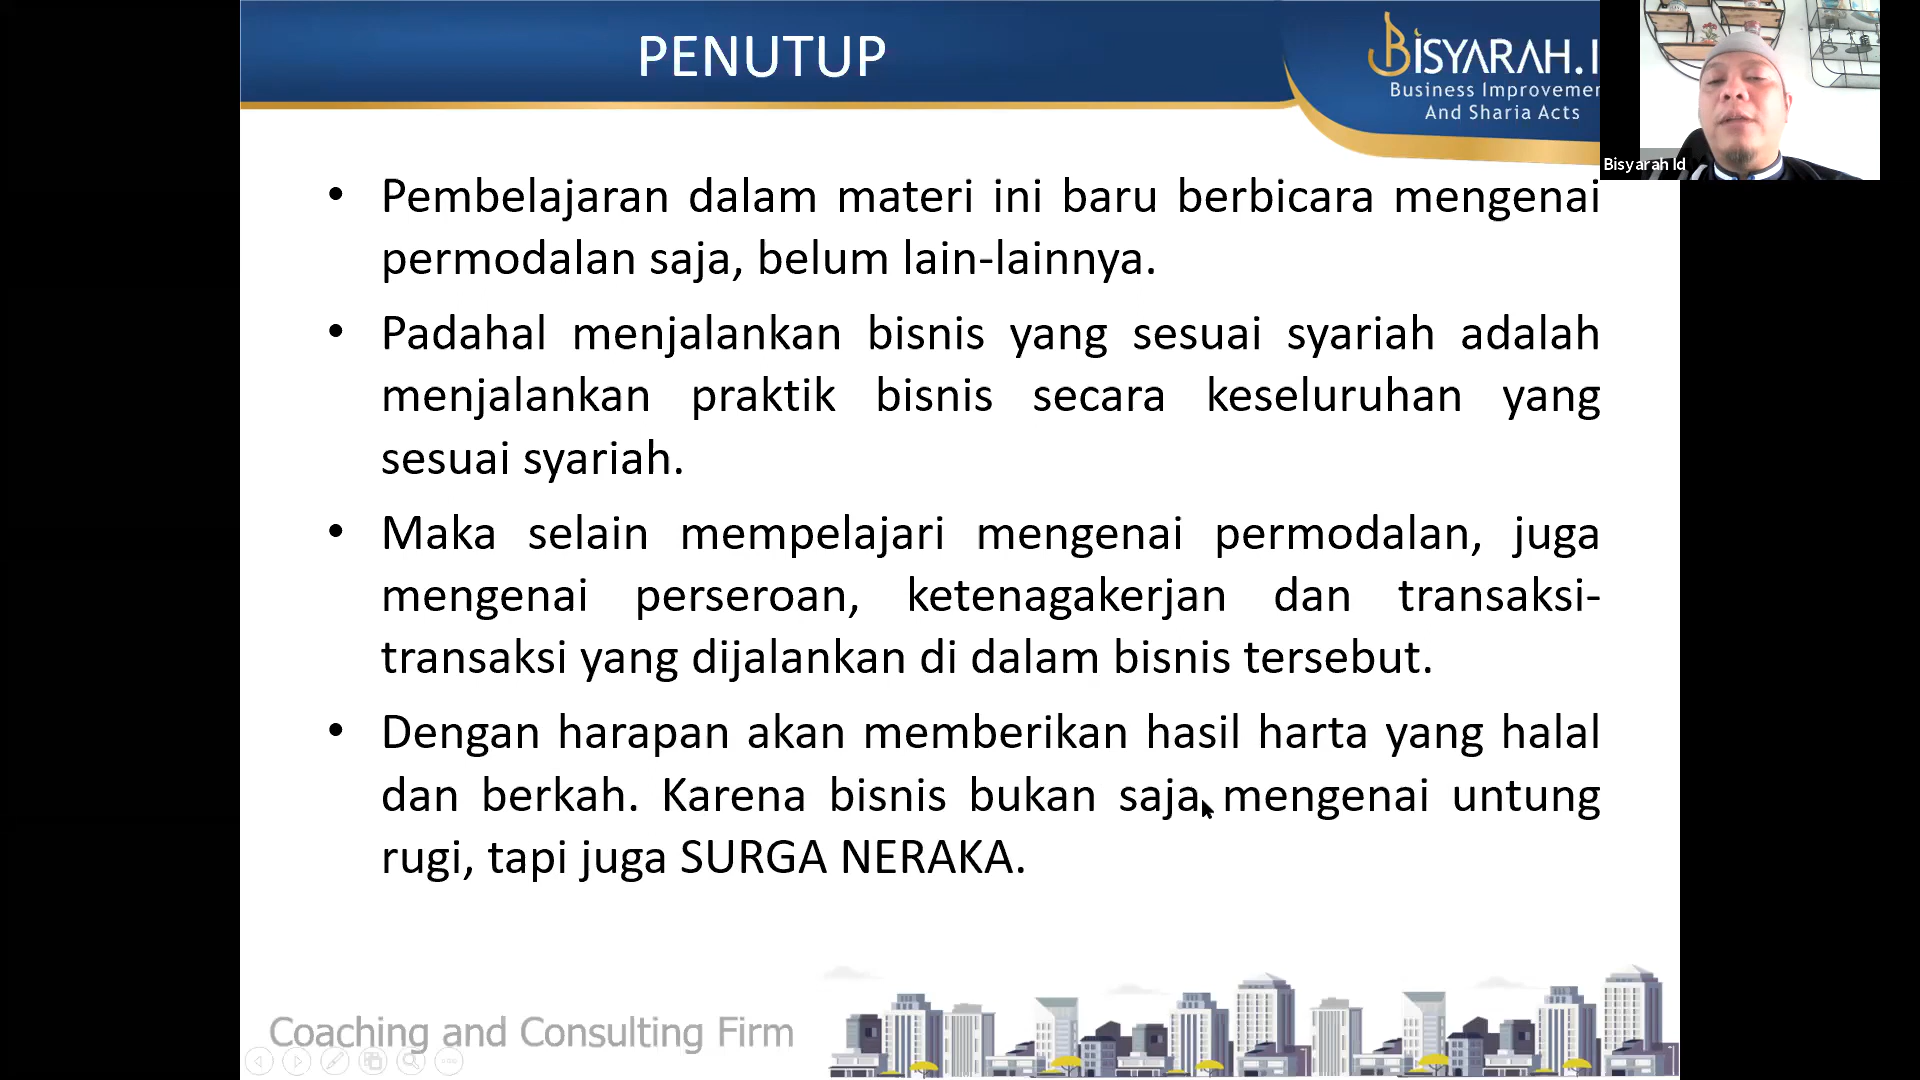 PENUTUP
BISYARAH.I
Business Improvemen
And Sharia Acts
Bisyarah Id
• Pembelajaran dalam materi ini baru berbicara mengenai
permodalan saja, belum lain-lainnya.
• Padahal menjalankan bisnis yang sesuai syariah adalah
menjalankan praktik bisnis secara keseluruhan yang
sesuai syariah.
• Maka selain mempelajari mengenai permodalan, juga
mengenai perseroan, ketenagakerjan dan transaksi-
transaksi yang dijalankan di dalam bisnis tersebut.
• Dengan harapan akan memberikan hasil harta yang halal
dan berkah. Karena bisnis bukan saja mengenai untung
rugi, tapi juga SURGA NERAKA.
Coaching and Consulting Firm